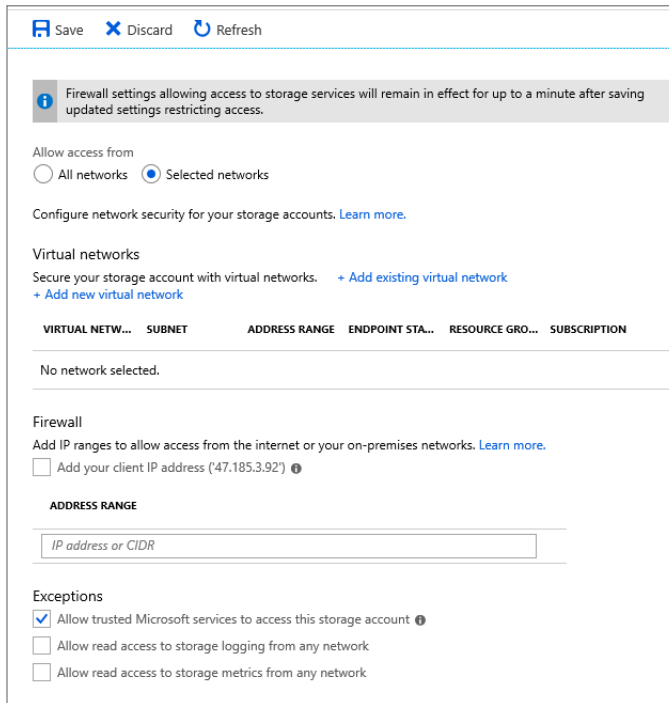 Save Discard Refresh
Firewall settings allowing access to storage services will remain in effect for up to a minute after saving
updated settings restricting access.
Allow access from
All networks Selected networks
Configure network security for your storage accounts. Learn more.
Virtual networks
Secure your storage account with virtual networks. + Add existing virtual network
+ Add new virtual network
VIRTUAL NETW... SUBNET ADDRESS RANGE ENDPOINT STA... RESOURCE GRO... SUBSCRIPTION
No network selected.
Firewall
Add IP ranges to allow access from the internet or your on-premises networks. Learn more.
Add your client IP address ('47.185.3.92')
ADDRESS RANGE
IP address or CIDR
Exceptions
Allow trusted Microsoft services to access this storage account
Allow read access to storage logging from any network
Allow read access to storage metrics from any network